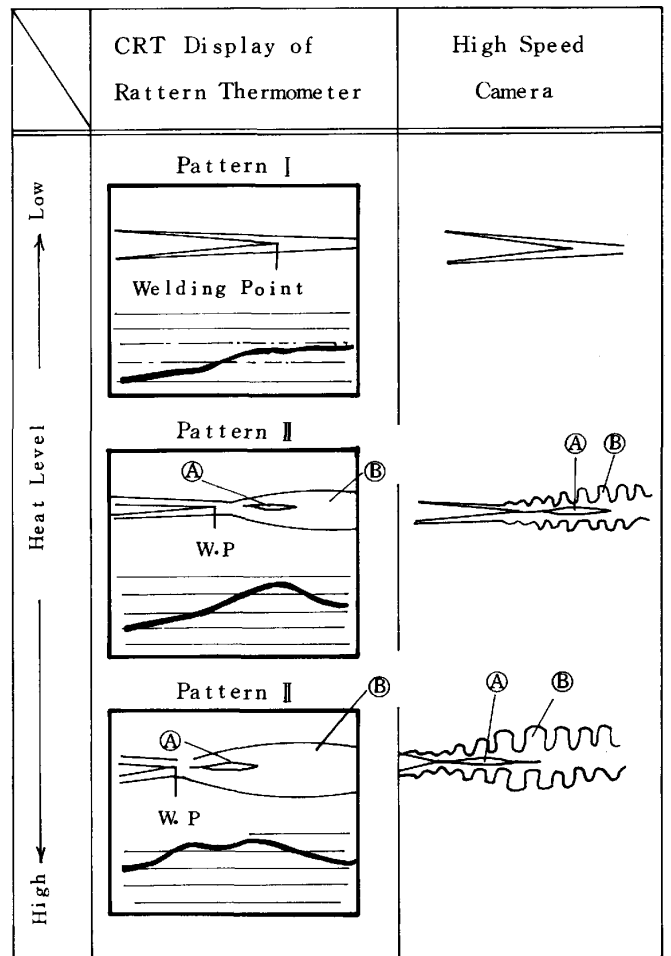 CRT Display of
Rattern Thermometer
High Speed
Camera
Low
Heat Level
High
Pattern Ⅰ
Welding Point
Pattern Ⅱ
Ⓐ
Ⓑ
W.P
Ⓐ
Ⓑ
Pattern Ⅱ
Ⓐ
Ⓑ
W.P
Ⓐ
Ⓑ